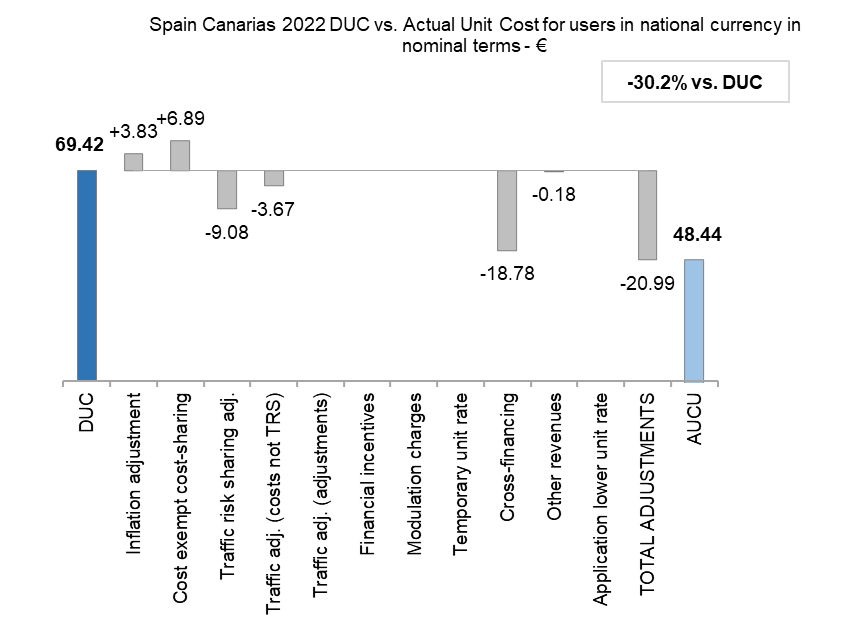 Spain Canarias 2022 DUC vs. Actual Unit Cost for users in national currency in
nominal terms - €
-30.2% vs. DUC
69.42
+3.83
+6.89
-9.08
-3.67
-18.78
-0.18
-20.99
48.44
DUC
Inflation adjustment
Cost exempt cost-sharing
Traffic risk sharing adj.
Traffic adj. (costs not TRS)
Traffic adj. (adjustments)
Financial incentives
Modulation charges
Temporary unit rate
Cross-financing
Other revenues
Application lower unit rate
TOTAL ADJUSTMENTS
AUCU